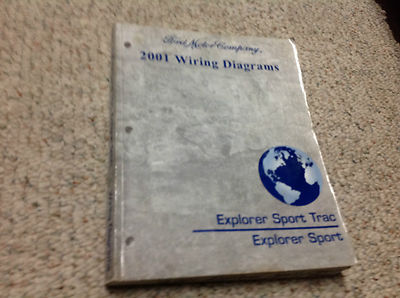 Ford Motor Company,
2001 Wiring Diagrams
Explorer Sport Trac
Explorer Sport